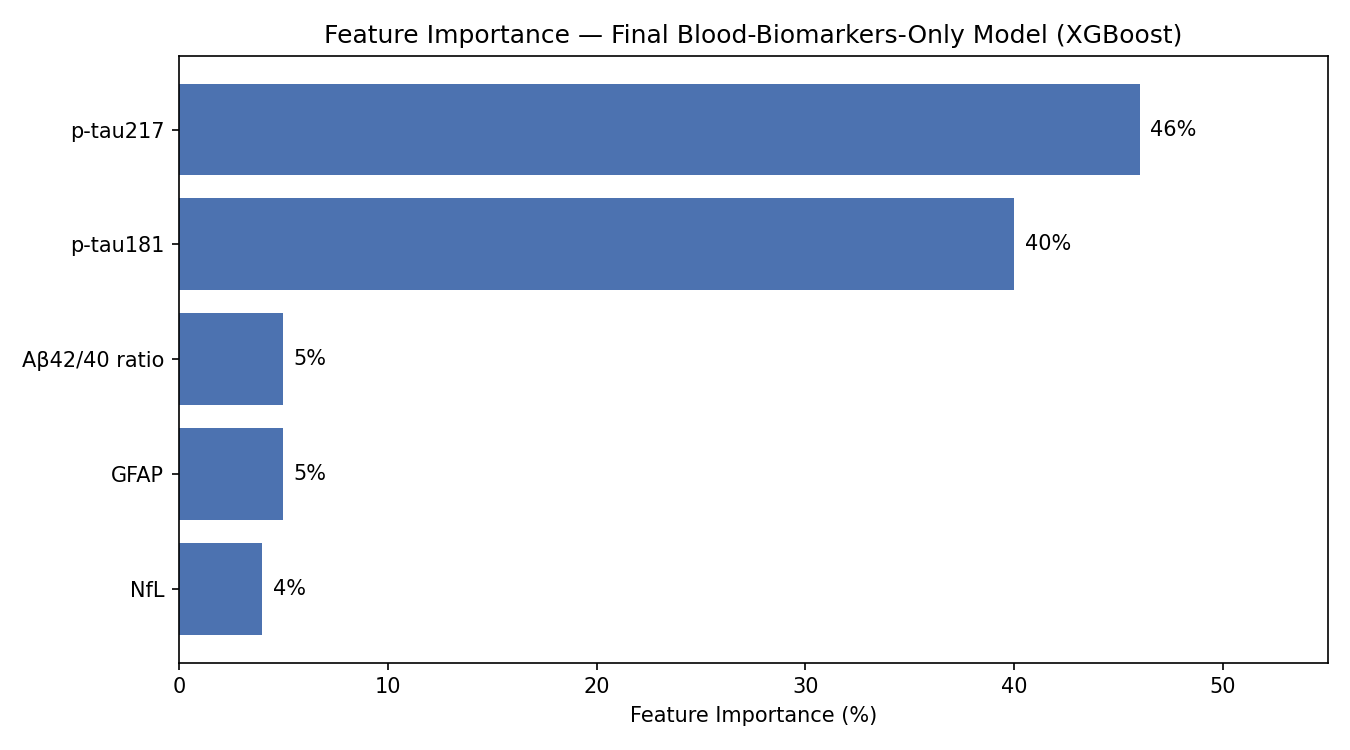 Feature Importance — Final Blood-Biomarkers-Only Model (XGBoost)
p-tau217 46%
p-tau181 40%
Aβ42/40 ratio 5%
GFAP 5%
NfL 4%
0 10 20 30 40 50
Feature Importance (%)